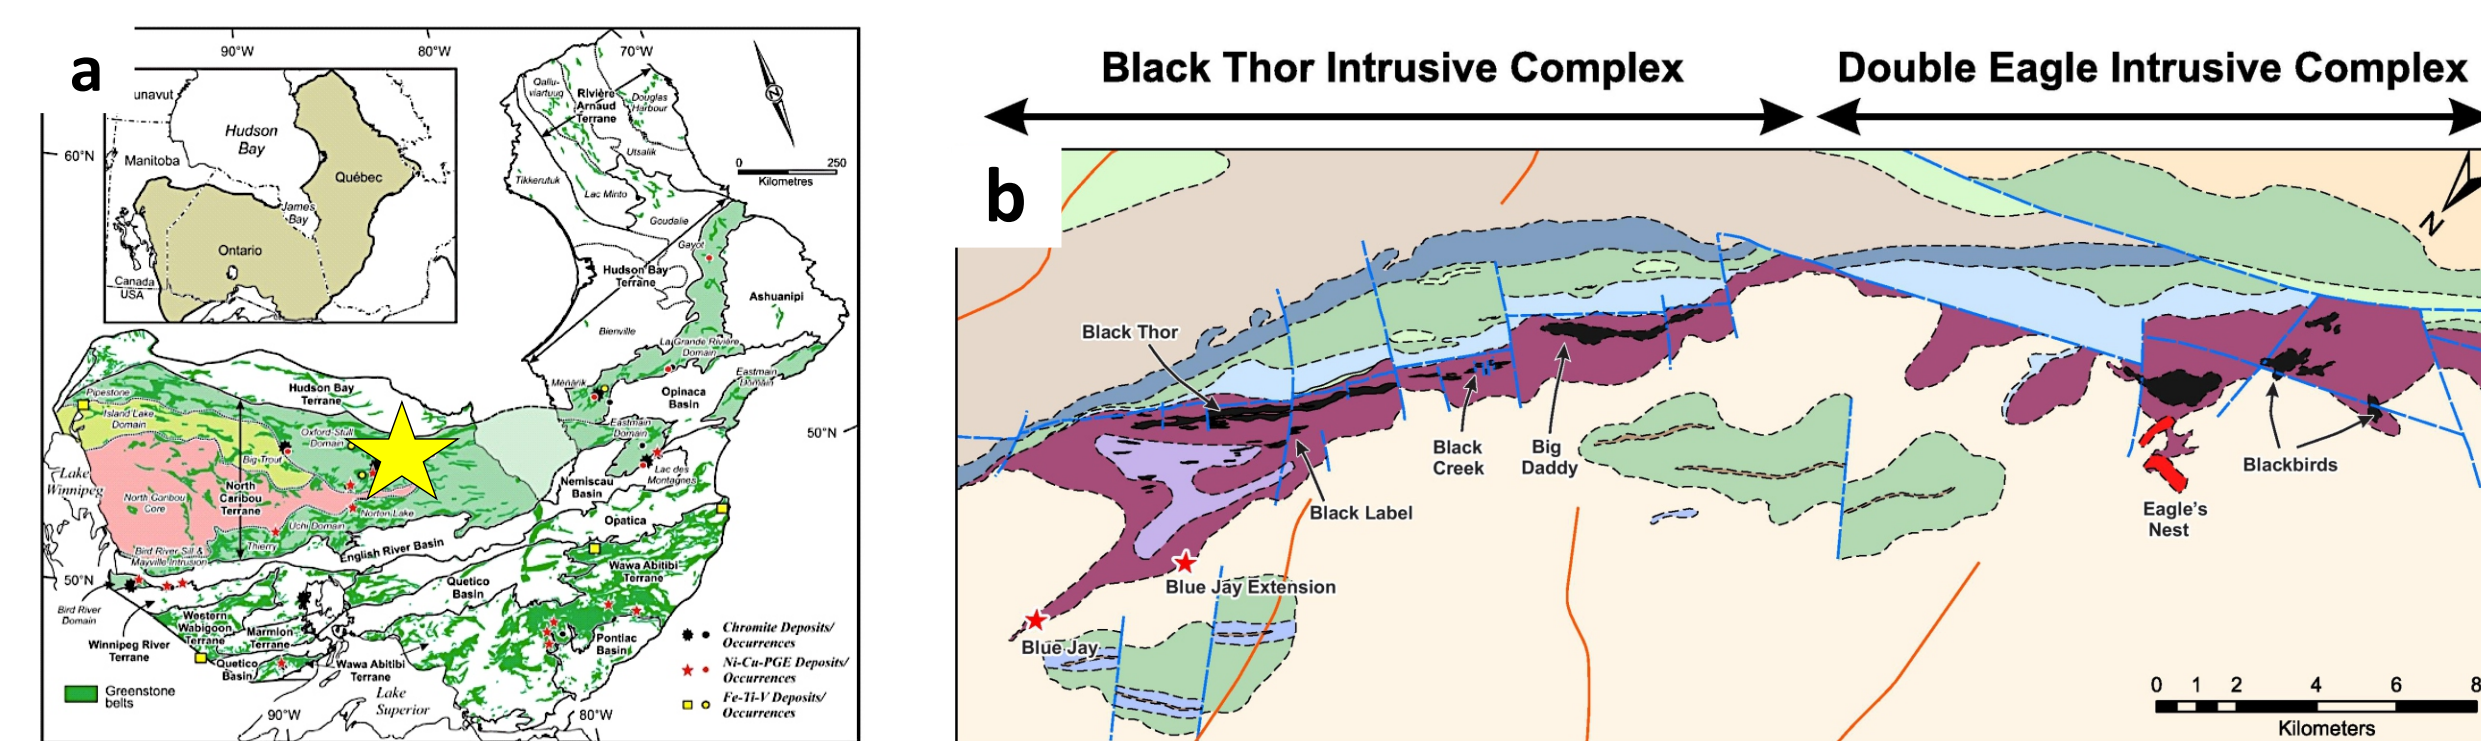 a
90°W
80°W
70°W
60°N
unavut
Hudson
Bay
Manitoba
Québec
James
Bay
Ontario
Canada
USA
Qallu-
viartuuq
Rivière
Arnaud
Terrane
Douglas
Harbour
Utsalik
Tikkerutuk
Lac Minto
Goudalie
N
0
250
Kilometres
Gayot
Hudson Bay
Terrane
Ashuanipi
Bienville
La Grande Rivière
Domain
Eastmain
Domain
Ménarik
Opinaca
Basin
50°N
Eastmain
Domain
Lac des
Montagnes
Nemiscau
Basin
Opatica
Hudson Bay
Terrane
Pipestone
Island Lake
Domain
Oxford-Stull
Domain
Big Trout
Lake
Winnipeg
North Caribou
Core
North
Caribou
Terrane
Uchi Domain
Norton Lake
Thierry
Bird River Sill &
Mayville Intrusion
English River Basin
50°N
Bird River
Domain
Winnipeg River
Terrane
Western
Wabigoon
Terrane
Marmion
Terrane
Quetico
Basin
Quetico
Basin
Wawa Abitibi
Terrane
Wawa Abitibi
Terrane
Pontiac
Basin
Lake
Superior
Greenstone
belts
90°W
80°W
Chromite Deposits/
Occurrences
Ni-Cu-PGE Deposits/
Occurrences
Fe-Ti-V Deposits/
Occurrences
Black Thor Intrusive Complex
Double Eagle Intrusive Complex
b
N
Black Thor
Black
Creek
Big
Daddy
Black Label
Blue Jay Extension
Blue Jay
Eagle's
Nest
Blackbirds
0 1 2 4 6 8
Kilometers